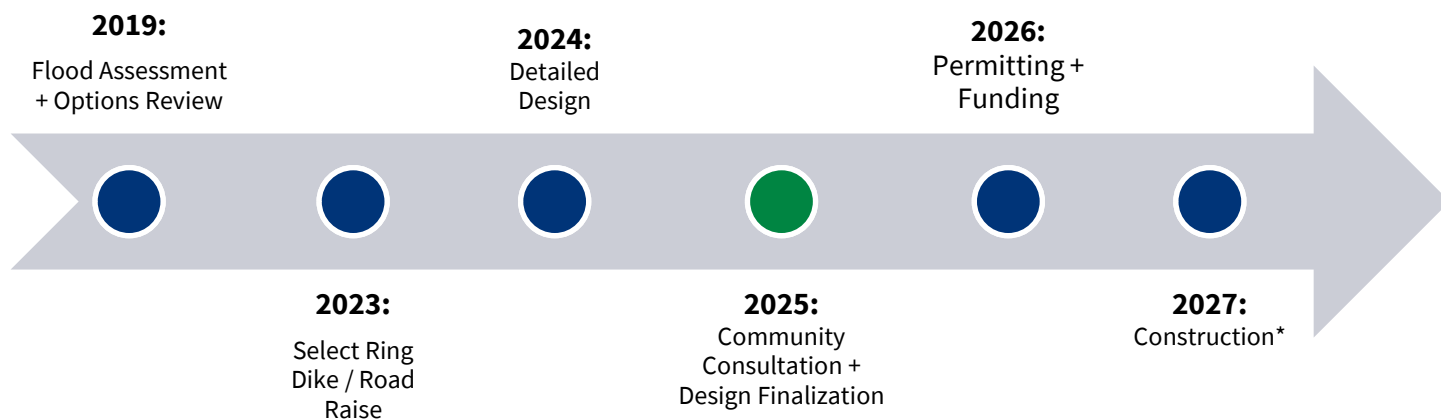 2019:
Flood Assessment
+ Options Review
2023:
Select Ring
Dike / Road
Raise
2024:
Detailed
Design
2025:
Community
Consultation +
Design Finalization
2026:
Permitting +
Funding
2027:
Construction*